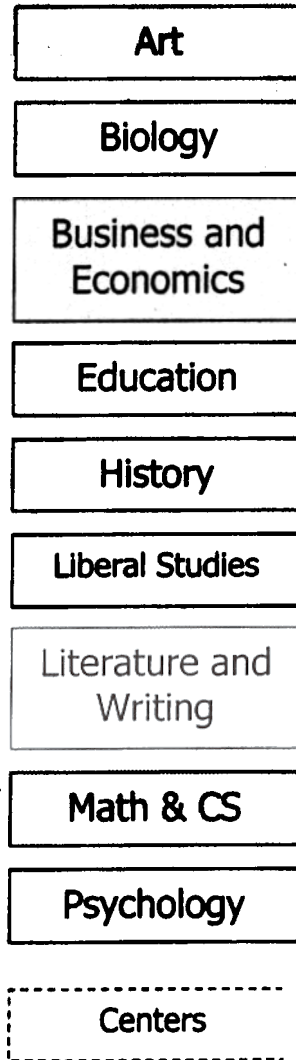 Art
Biology
Business and
Economics
Education
History
Liberal Studies
Literature and
Writing
Math & CS
Psychology
Centers